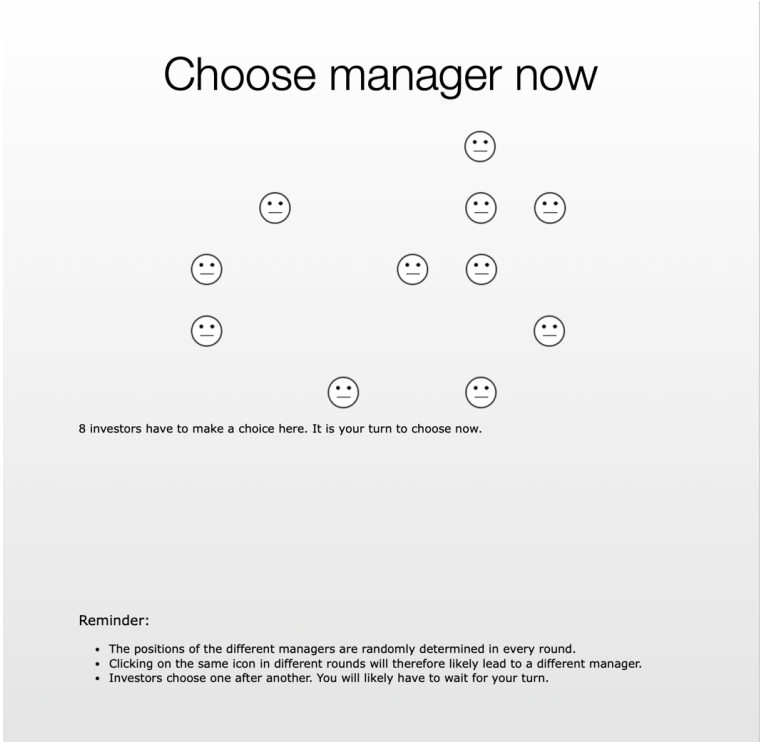 Choose manager now
8 investors have to make a choice here. It is your turn to choose now.
Reminder:
• The positions of the different managers are randomly determined in every round.
• Clicking on the same icon in different rounds will therefore likely lead to a different manager.
• Investors choose one after another. You will likely have to wait for your turn.